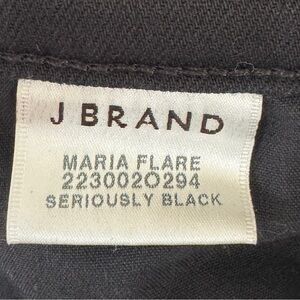 J BRAND
MARIA FLARE
223002O294
SERIOUSLY BLACK